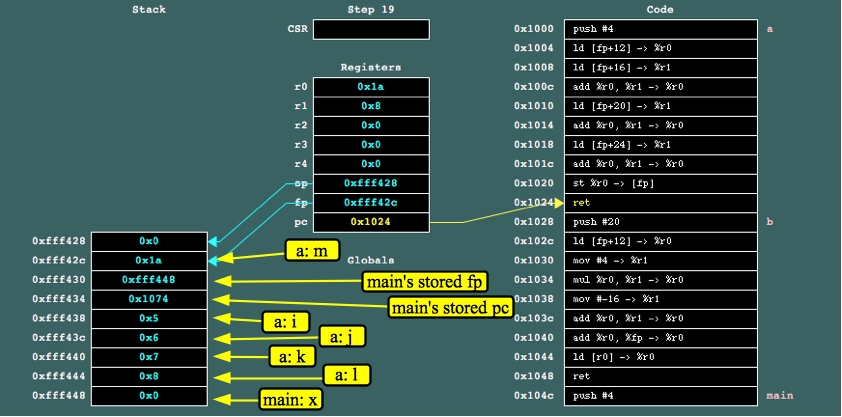 Stack
0xfff428 0x0
0xfff42c 0x1a
0xfff430 0xfff448
0xfff434 0x1074
0xfff438 0x5
0xfff43c 0x6
0xfff440 0x7
0xfff444 0x8
0xfff448 0x0
a: m
main's stored fp
main's stored pc
a: i
a: j
a: k
a: l
main: x
Step 19
CSR
Registers
r0 0x1a
r1 0x8
r2 0x0
r3 0x0
r4 0x0
sp 0xfff428
fp 0xfff42c
pc 0x1024
Globals
Code
0x1000 push #4 a
0x1004 ld [fp+12] -> %r0
0x1008 ld [fp+16] -> %r1
0x100c add %r0, %r1 -> %r0
0x1010 ld [fp+20] -> %r1
0x1014 add %r0, %r1 -> %r0
0x1018 ld [fp+24] -> %r1
0x101c add %r0, %r1 -> %r0
0x1020 st %r0 -> [fp]
0x1024 ret
0x1028 push #20 b
0x102c ld [fp+12] -> %r0
0x1030 mov #4 -> %r1
0x1034 mul %r0, %r1 -> %r0
0x1038 mov #-16 -> %r1
0x103c add %r0, %r1 -> %r0
0x1040 add %r0, %fp -> %r0
0x1044 ld [r0] -> %r0
0x1048 ret
0x104c push #4 main